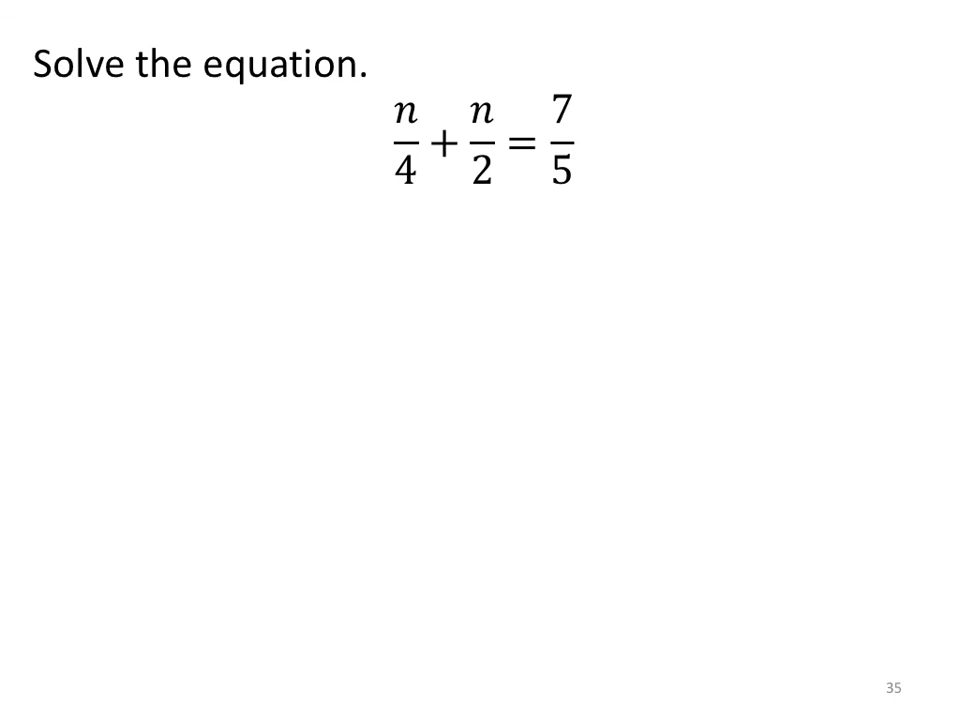 Solve the equation.
n/4 + n/2 = 7/5
35